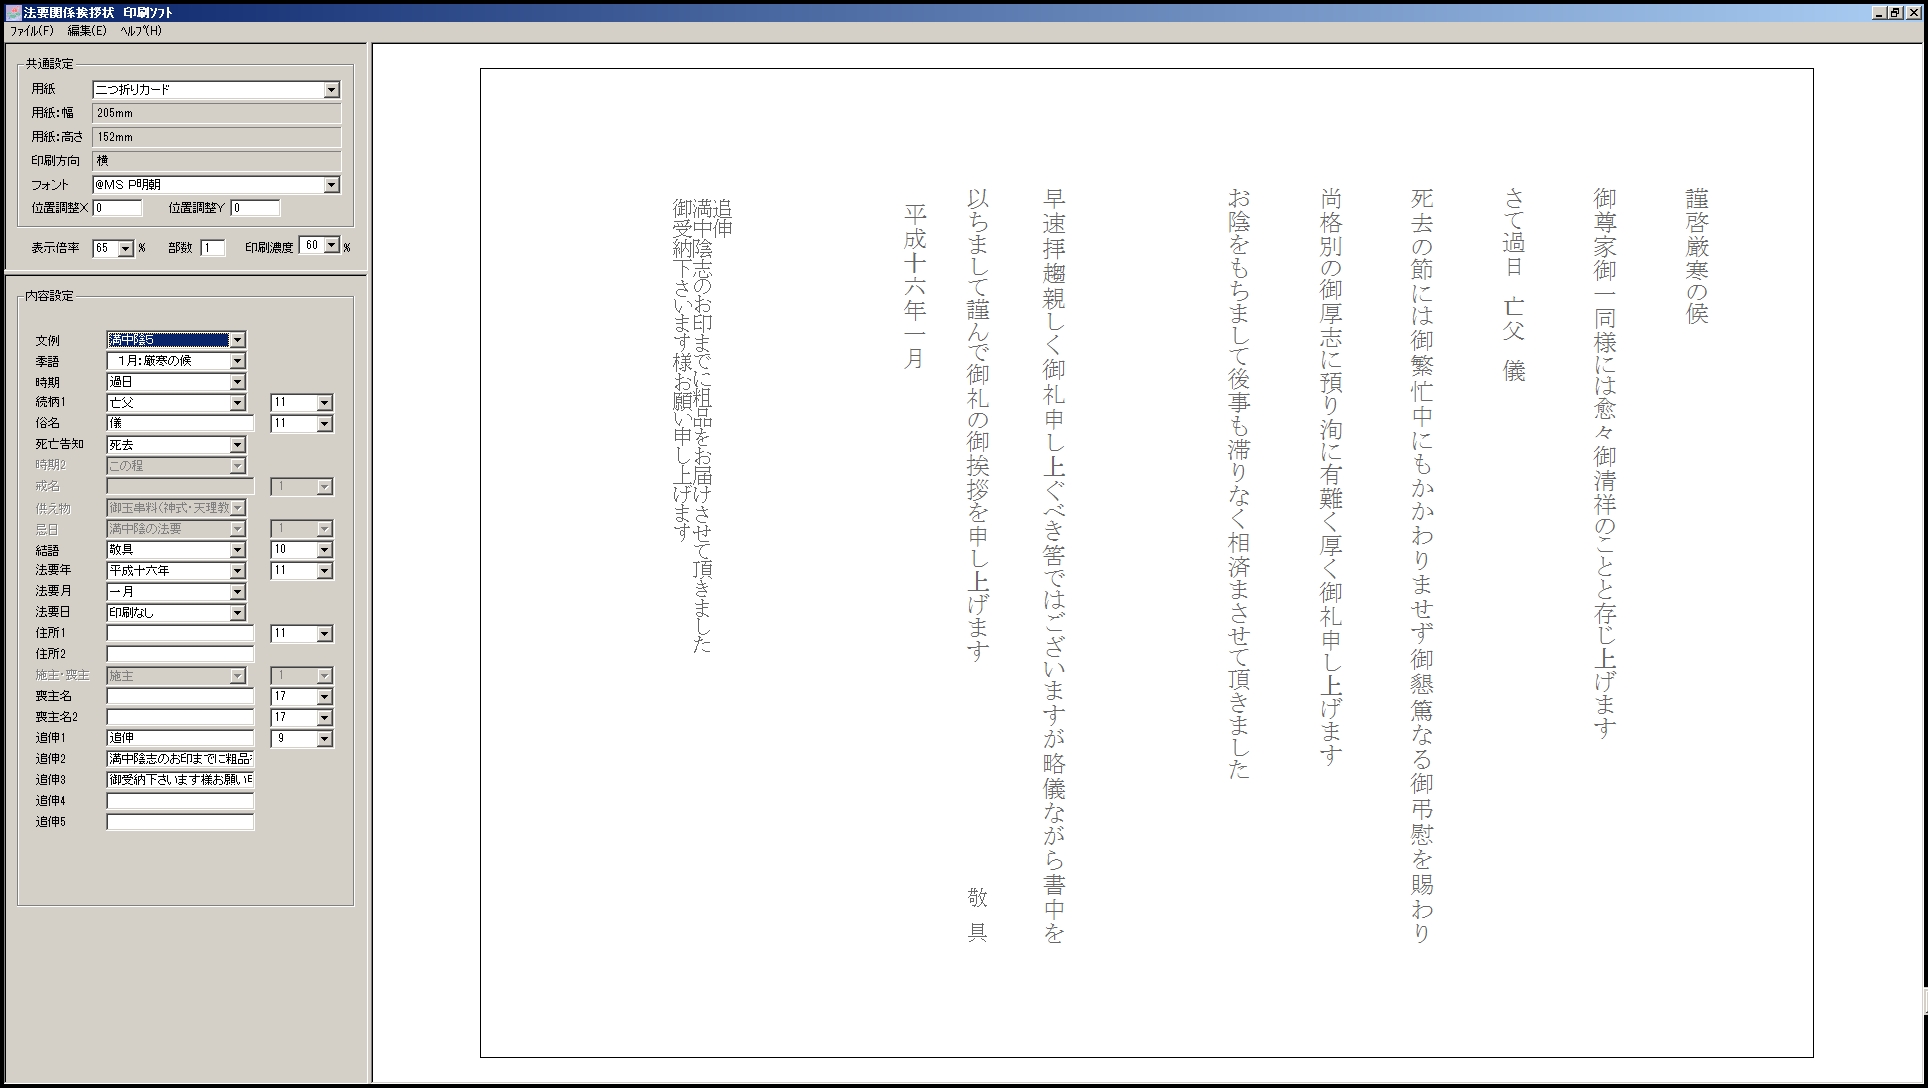 法要関係挨拶状 印刷ソフト
ファイル(F) 編集(E) ヘルプ(H)
共通設定
用紙 二つ折りカード
用紙:幅 205mm
用紙:高さ 152mm
印刷方向 横
フォント @MS P明朝
位置調整X 0 位置調整Y 0
表示倍率 65 % 部数 1 印刷濃度 60 %
内容設定
文例 満中陰5
季語 1月:厳寒の候
時期 過日
続柄1 亡父 11
俗名 儀 11
死亡告知 死去
時期2 この程
戒名 1
供え物 御玉串料(神式・天理教
忌日 満中陰の法要 1
結語 敬具 10
法要年 平成十六年 11
法要月 一月
法要日 印刷なし
住所1 11
住所2
施主・喪主 施主 1
喪主名 17
喪主名2 17
追伸1 追伸 9
追伸2 満中陰志のお印までに粗品
追伸3 御受納下さいます様お願い
追伸4
追伸5
謹啓厳寒の候
御尊家御一同様には愈々御清祥のことと存じ上げます
さて過日 亡父 儀
死去の節には御繁忙中にもかかわりませず御懇篤なる御弔慰を賜わり
尚格別の御厚志に預り洵に有難く厚く御礼申し上げます
お陰をもちまして後事も滞りなく相済まさせて頂きました
早速拝趨親しく御礼申し上ぐべき筈ではございますが略儀ながら書中を
以ちまして謹んで御礼の御挨拶を申し上げます 敬具
平成十六年一月
追伸
満中陰志のお印までに粗品をお届けさせて頂きました
御受納下さいます様お願い申し上げます